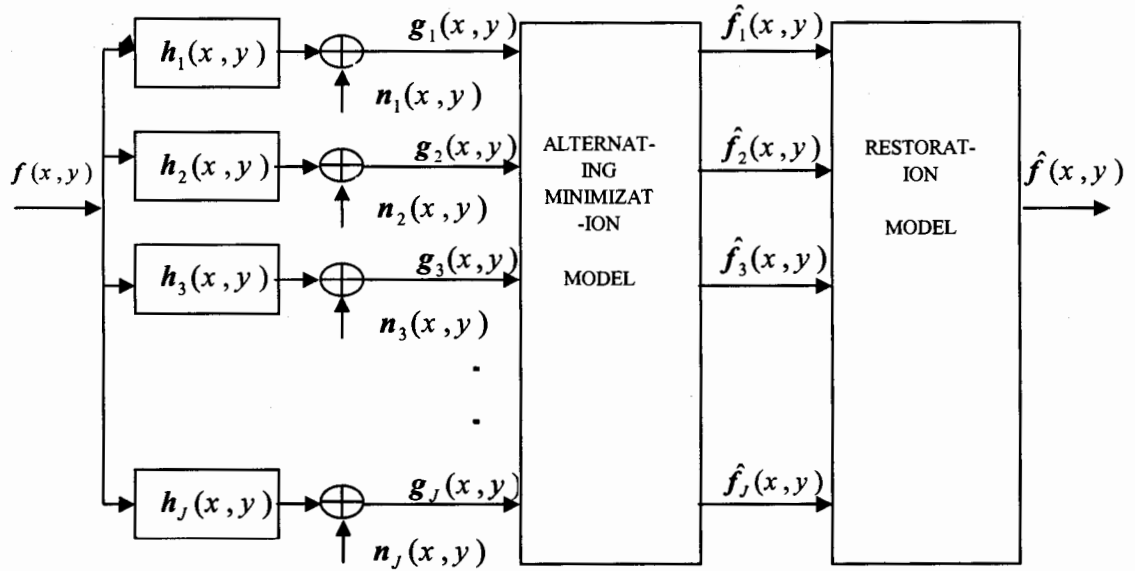 h₁(x,y)
g₁(x,y)
n₁(x,y)
f̂₁(x,y)
h₂(x,y)
g₂(x,y)
n₂(x,y)
f̂₂(x,y)
f(x,y)
h₃(x,y)
g₃(x,y)
n₃(x,y)
f̂₃(x,y)
h_J(x,y)
g_J(x,y)
n_J(x,y)
f̂_J(x,y)
ALTERNAT-
ING
MINIMIZAT
-ION
MODEL
RESTORAT-
ION
MODEL
f̂(x,y)